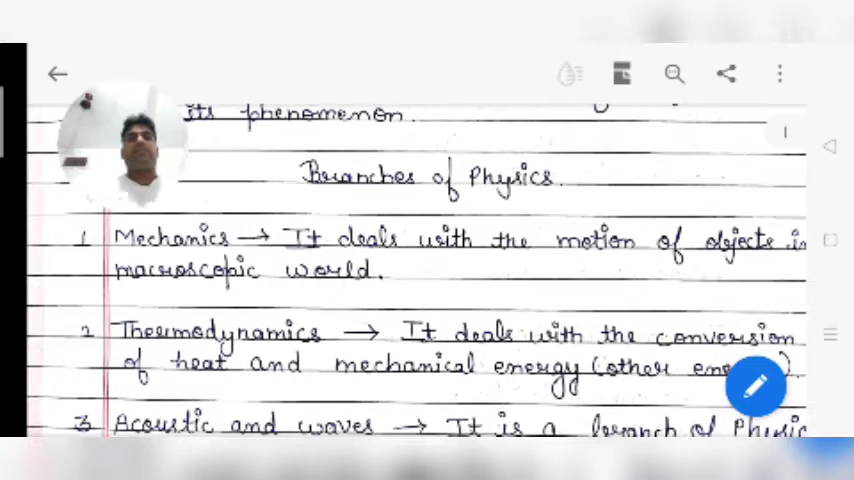 its phenomenon.
Branches of Physics.
1 Mechanics → It deals with the motion of objects in
macroscopic world.
2 Thermodynamics → It deals with the conversion
of heat and mechanical energy (other
3 Acoustic and waves → It is a branch of Physic
1